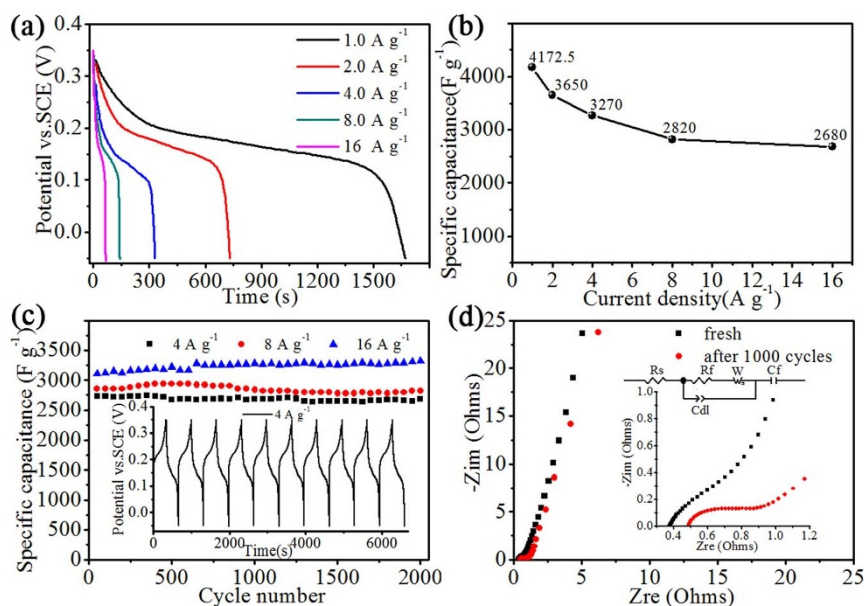 (a)
1.0 A g-1
2.0 A g-1
4.0 A g-1
8.0 A g-1
16 A g-1
Potential vs.SCE (V)
0.4
0.3
0.2
0.1
0.0
0 300 600 900 1200 1500
Time (s)
(b)
Specific capacitance(F g-1)
4000
3000
2000
1000
4172.5
3650
3270
2820
2680
0 2 4 6 8 10 12 14 16
Current density(A g-1)
(c)
4 A g-1 8 A g-1 16 A g-1
Specific capacitance (F g-1)
3500
3000
2500
2000
1500
1000
500
0
0 500 1000 1500 2000
Cycle number
4 A g-1
Potential vs.SCE (V)
0.4
0.3
0.2
0.1
0.0
0 2000 4000 6000
Time(s)
(d)
fresh
after 1000 cycles
-Zim (Ohms)
25
20
15
10
5
0
0 5 10 15 20 25
Zre (Ohms)
Rs Rf W Cf
Cdl
-Zim (Ohms)
1.0
0.8
0.6
0.4
0.2
0.0
0.4 0.6 0.8 1.0 1.2
Zre (Ohms)